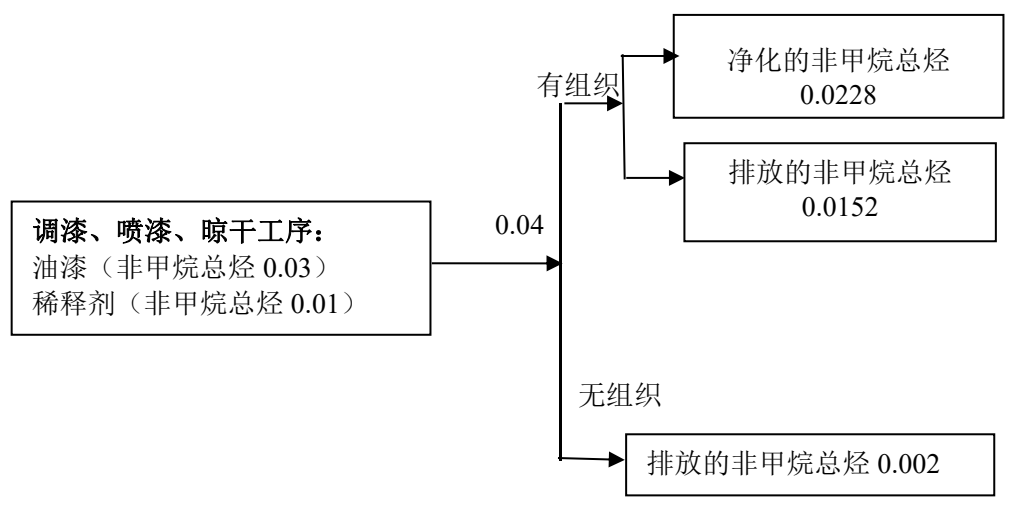 净化的非甲烷总烃
0.0228
有组织
排放的非甲烷总烃
0.0152
0.04
调漆、喷漆、晾干工序：
油漆（非甲烷总烃 0.03）
稀释剂（非甲烷总烃 0.01）
无组织
排放的非甲烷总烃 0.002